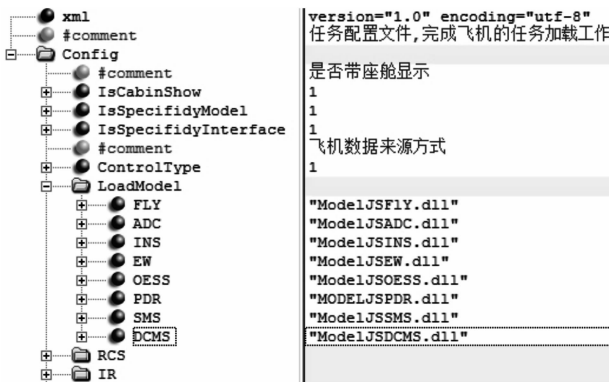 xml version="1.0" encoding="utf-8"
#comment 任务配置文件,完成飞机的任务加载工作
Config
#comment 是否带座舱显示
IsCabinShow 1
IsSpecifidyModel 1
IsSpecifidyInterface 1
#comment 飞机数据来源方式
ControlType 1
LoadModel
FLY "ModelJSFlY.dll"
ADC "ModelJSADC.dll"
INS "ModelJSINS.dll"
EW "ModelJSEW.dll"
OESS "ModelJSOESS.dll"
PDR "MODELJSPDR.dll"
SMS "ModelJSSMS.dll"
DCMS "ModelJSDCMS.dll"
RCS
IR